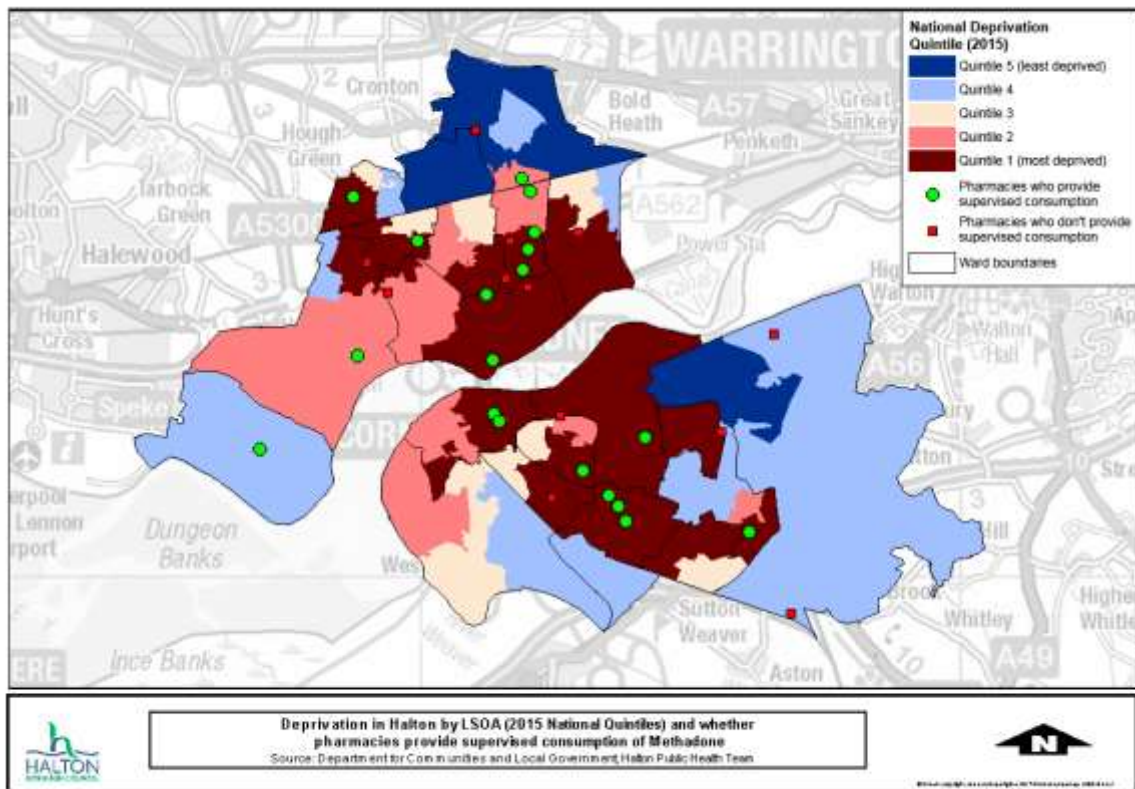 WARRINGTON
Cronton
Bold
Heath
A57
Great
Sankey
Penketh
Hough
Green
Tarbock
Green
A5300
A562
Power Sta
Halewood
Hunt's
Cross
Speke
Walton
Hall
A56
Dungeon
Banks
Sutton
Weaver
Aston
Whitley
Ince Banks
A49
National Deprivation
Quintile (2015)
Quintile 5 (least deprived)
Quintile 4
Quintile 3
Quintile 2
Quintile 1 (most deprived)
Pharmacies who provide
supervised consumption
Pharmacies who don't provide
supervised consumption
Ward boundaries
Deprivation in Halton by LSOA (2015 National Quintiles) and whether
pharmacies provide supervised consumption of Methadone
Source: Department for Communities and Local Government, Halton Public Health Team
HALTON
BOROUGH COUNCIL
N